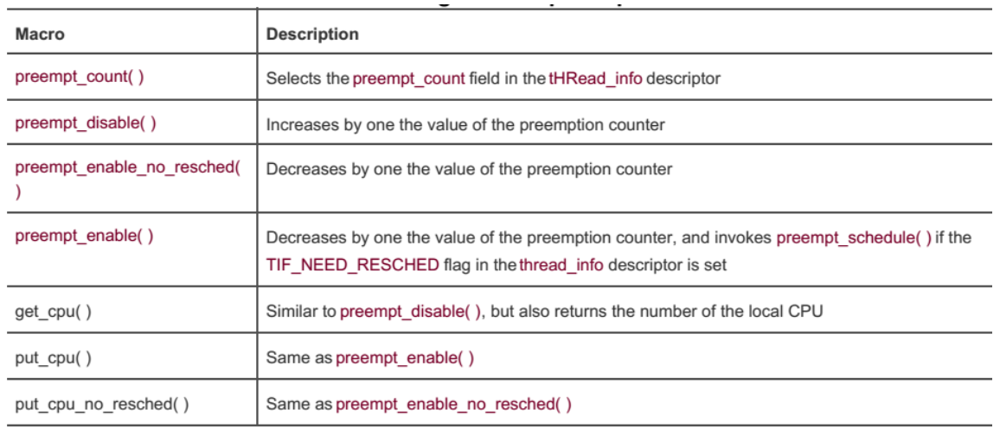 Macro Description
preempt_count( ) Selects the preempt_count field in the tHRead_info descriptor
preempt_disable( ) Increases by one the value of the preemption counter
preempt_enable_no_resched( Decreases by one the value of the preemption counter
)
preempt_enable( ) Decreases by one the value of the preemption counter, and invokes preempt_schedule( ) if the
TIF_NEED_RESCHED flag in the thread_info descriptor is set
get_cpu( ) Similar to preempt_disable( ), but also returns the number of the local CPU
put_cpu( ) Same as preempt_enable( )
put_cpu_no_resched( ) Same as preempt_enable_no_resched( )